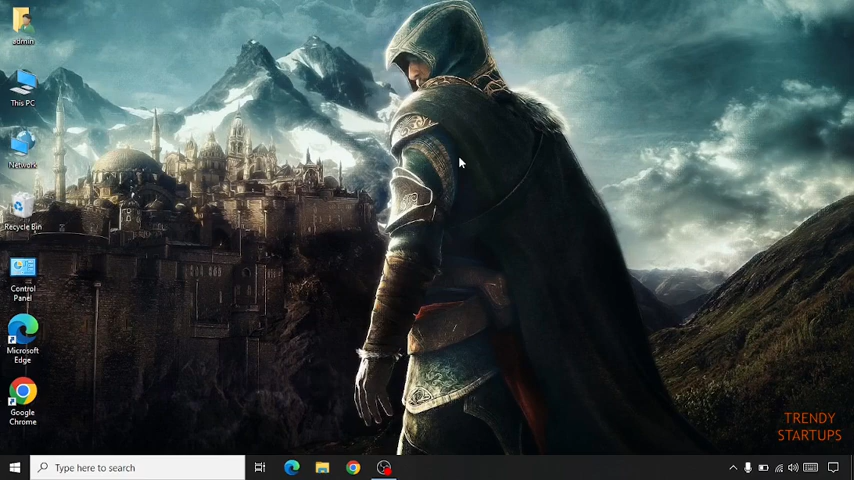 admin
This PC
Network
Recycle Bin
Control
Panel
Microsoft
Edge
Google
Chrome
TRENDY
STARTUPS
Type here to search